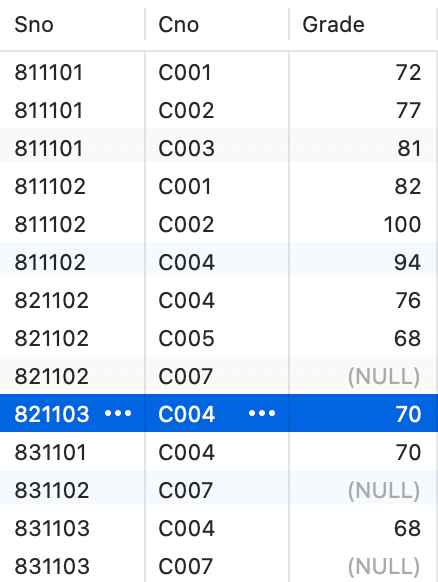 Sno Cno Grade
811101 C001 72
811101 C002 77
811101 C003 81
811102 C001 82
811102 C002 100
811102 C004 94
821102 C004 76
821102 C005 68
821102 C007 (NULL)
821103 ••• C004 ••• 70
831101 C004 70
831102 C007 (NULL)
831103 C004 68
831103 C007 (NULL)